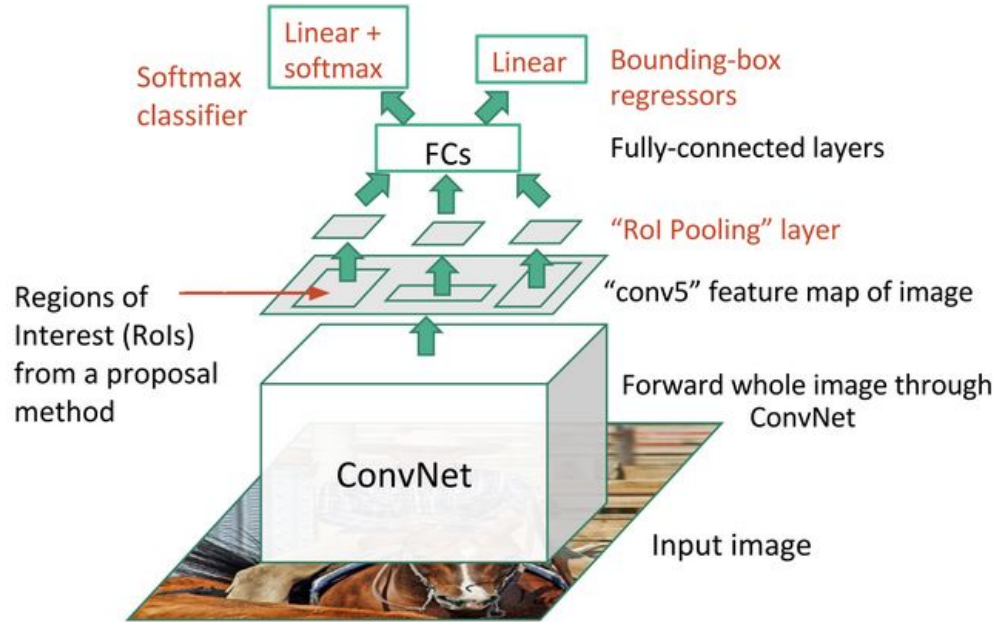 Linear +
softmax
Linear
Softmax
classifier
Bounding-box
regressors
FCs
Fully-connected layers
“RoI Pooling” layer
Regions of
Interest (RoIs)
from a proposal
method
“conv5” feature map of image
Forward whole image through
ConvNet
ConvNet
Input image